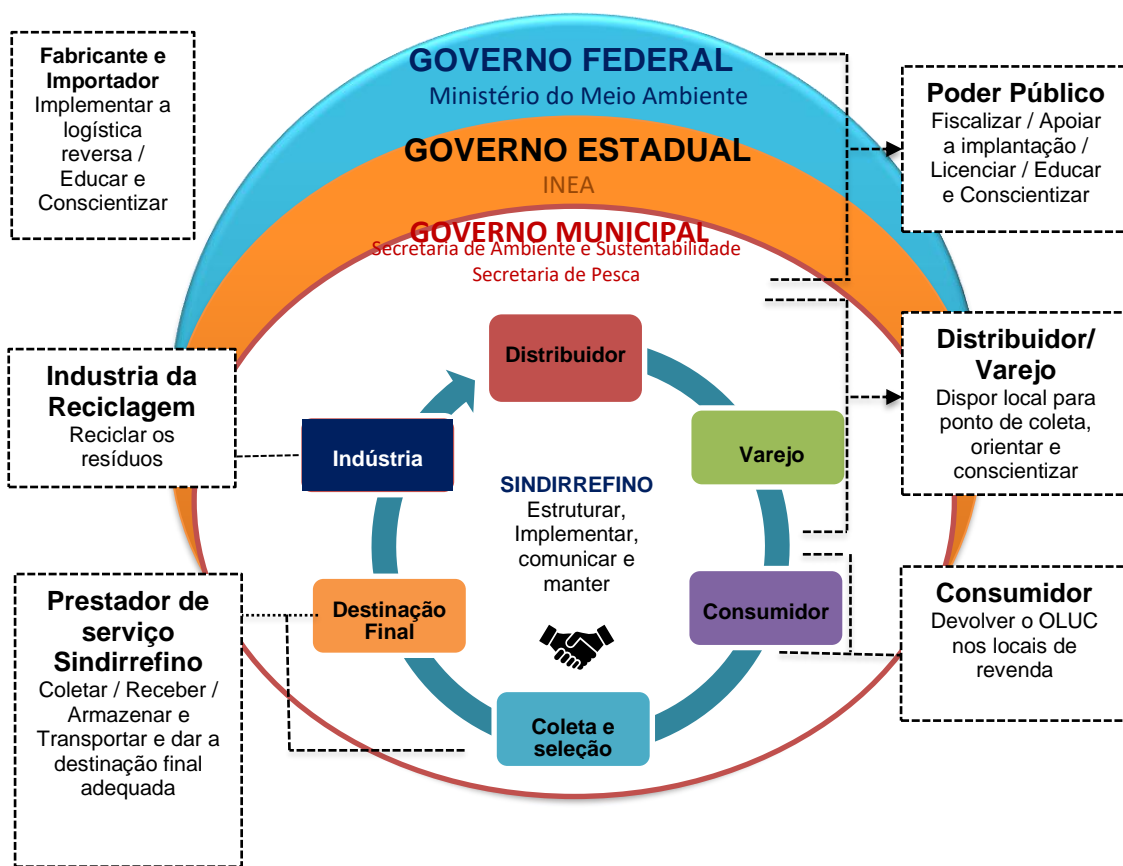 Fabricante e
Importador
Implementar a
logística
reversa /
Educar e
Conscientizar
GOVERNO FEDERAL
Ministério do Meio Ambiente
GOVERNO ESTADUAL
INEA
GOVERNO MUNICIPAL
Secretaria de Ambiente e Sustentabilidade
Secretaria de Pesca
Poder Público
Fiscalizar / Apoiar
a implantação /
Licenciar / Educar
e Conscientizar
Industria da
Reciclagem
Reciclar os
resíduos
Distribuidor
Indústria
Varejo
SINDIRREFINO
Estruturar,
Implementar,
comunicar e
manter
Distribuidor/
Varejo
Dispor local para
ponto de coleta,
orientar e
conscientizar
Prestador de
serviço
Sindirrefino
Coletar / Receber /
Armazenar e
Transportar e dar a
destinação final
adequada
Destinação
Final
Consumidor
Coleta e
seleção
Consumidor
Devolver o OLUC
nos locais de
revenda